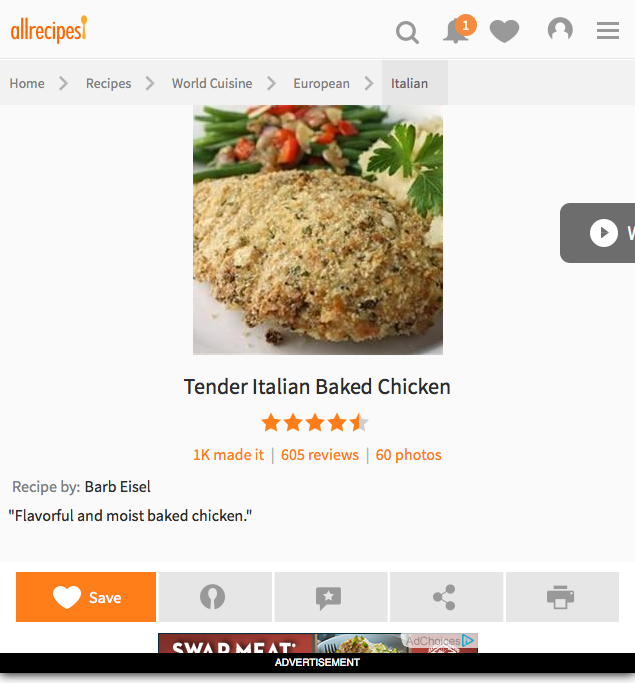 allrecipes
1
Home Recipes World Cuisine European Italian
W
Tender Italian Baked Chicken
1K made it | 605 reviews | 60 photos
Recipe by: Barb Eisel
"Flavorful and moist baked chicken."
Save
SWAP MEAT
AdChoices
ADVERTISEMENT